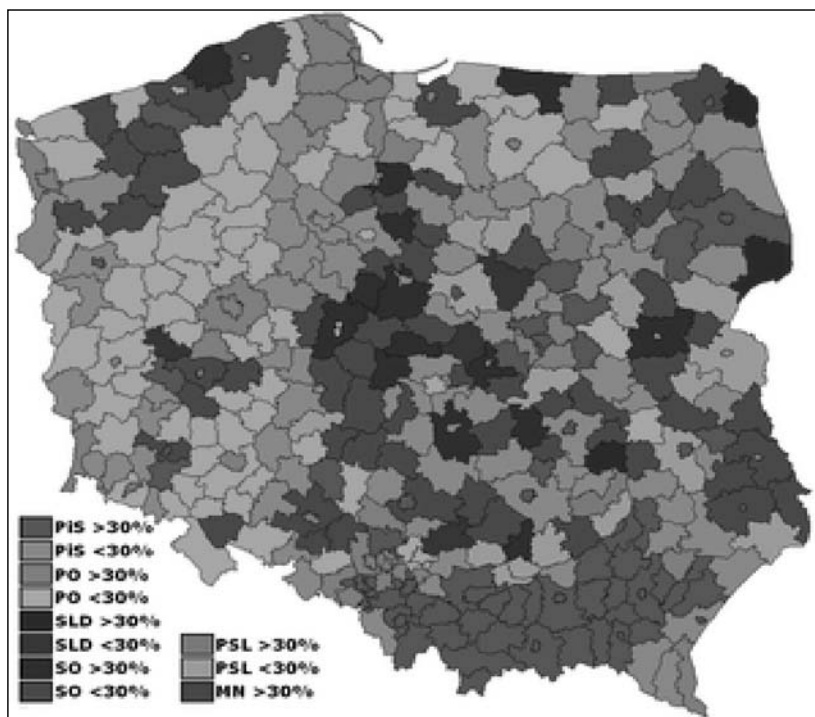 PiS >30%
PiS <30%
PO >30%
PO <30%
SLD >30%
SLD <30%
SO >30%
SO <30%
PSL >30%
PSL <30%
MN >30%